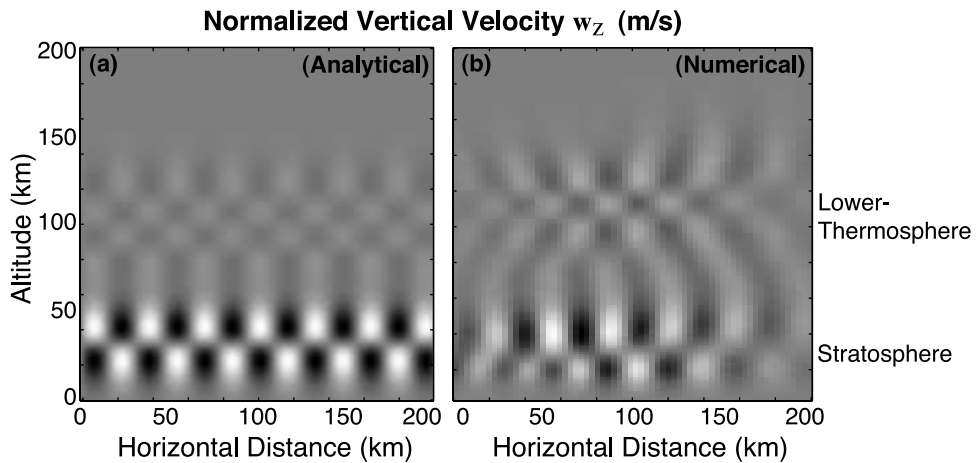 Normalized Vertical Velocity wz (m/s)
(a) (Analytical)
(b) (Numerical)
200
150
100
50
0
Altitude (km)
0 50 100 150 200
0 50 100 150 200
Horizontal Distance (km)
Horizontal Distance (km)
Lower-
Thermosphere
Stratosphere